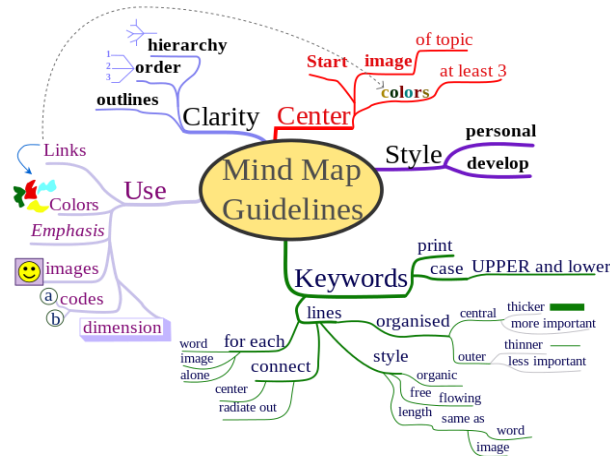 Mind Map
Guidelines
Center
Start
image
of topic
colors
at least 3
Style
personal
develop
Keywords
print
case
UPPER and lower
lines
organised
central
thicker
more important
outer
thinner
less important
style
organic
free
flowing
length
same as
word
image
connect
center
radiate out
for each
word
image
alone
Use
Links
Colors
Emphasis
images
codes
a
b
dimension
Clarity
hierarchy
order
1
2
3
outlines